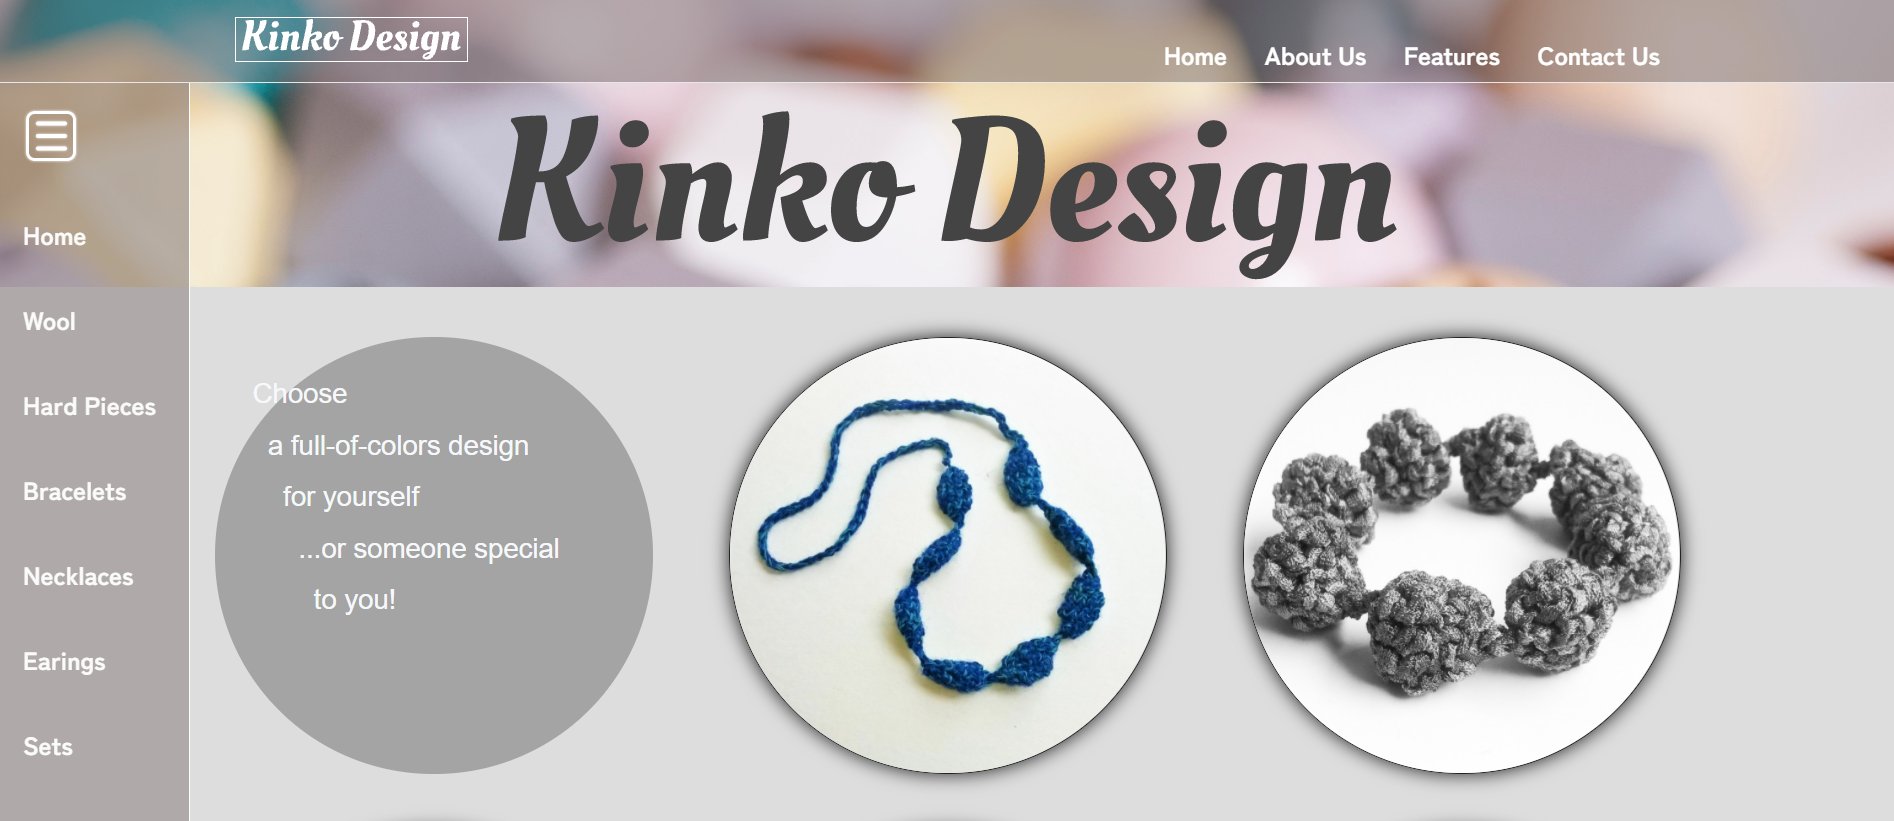 Kinko Design
Home About Us Features Contact Us
Kinko Design
Home
Wool
Hard Pieces
Bracelets
Necklaces
Earings
Sets
Choose
a full-of-colors design
for yourself
...or someone special
to you!